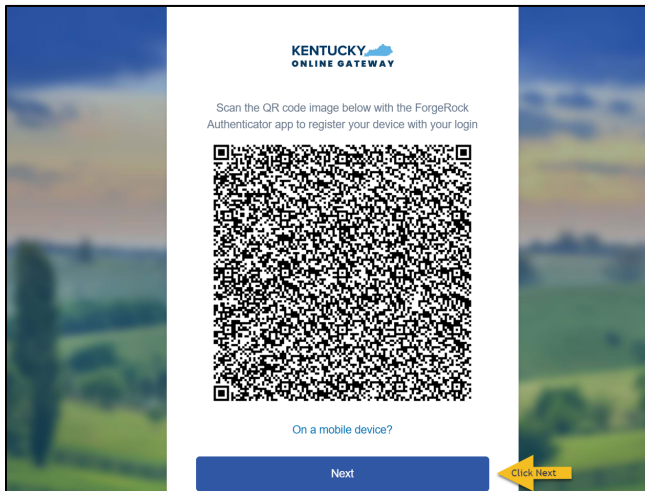 KENTUCKY
ONLINE GATEWAY
Scan the QR code image below with the ForgeRock
Authenticator app to register your device with your login
On a mobile device?
Next
Click Next